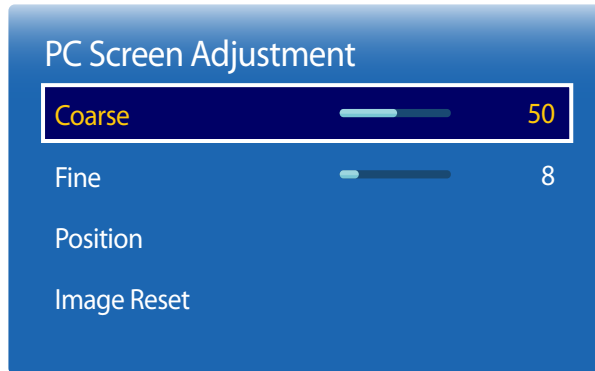 PC Screen Adjustment
Coarse 50
Fine 8
Position
Image Reset